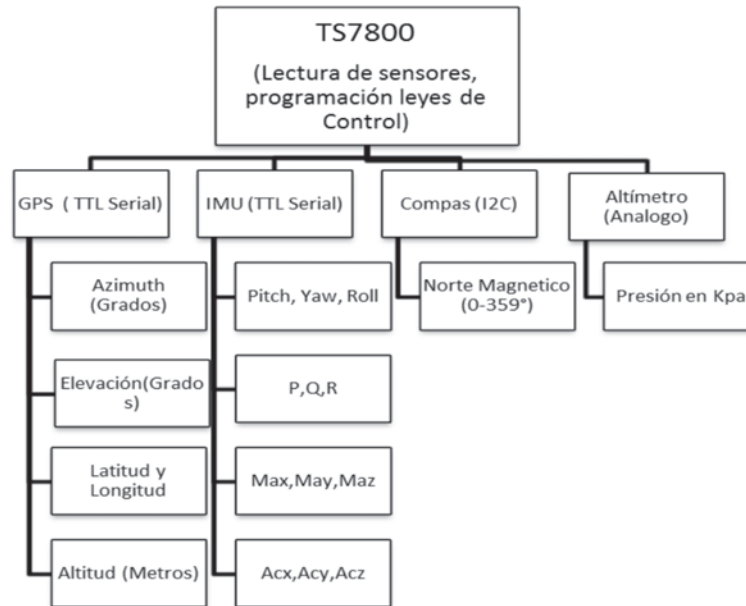 TS7800
(Lectura de sensores,
programación leyes de
Control)
GPS ( TTL Serial)
IMU (TTL Serial)
Compas (I2C)
Altímetro
(Analogo)
Azimuth
(Grados)
Pitch, Yaw, Roll
Norte Magnetico
(0-359°)
Presión en Kpa
Elevación(Grado
s)
P,Q,R
Latitud y
Longitud
Max,May,Maz
Altitud (Metros)
Acx,Acy,Acz